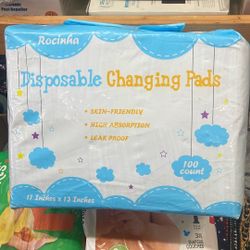 Rocinha
Disposable Changing Pads
• SKIN-FRIENDLY
• HIGH ABSORPTION
• LEAK PROOF
100
COUNT
17 Inches x 13 Inches